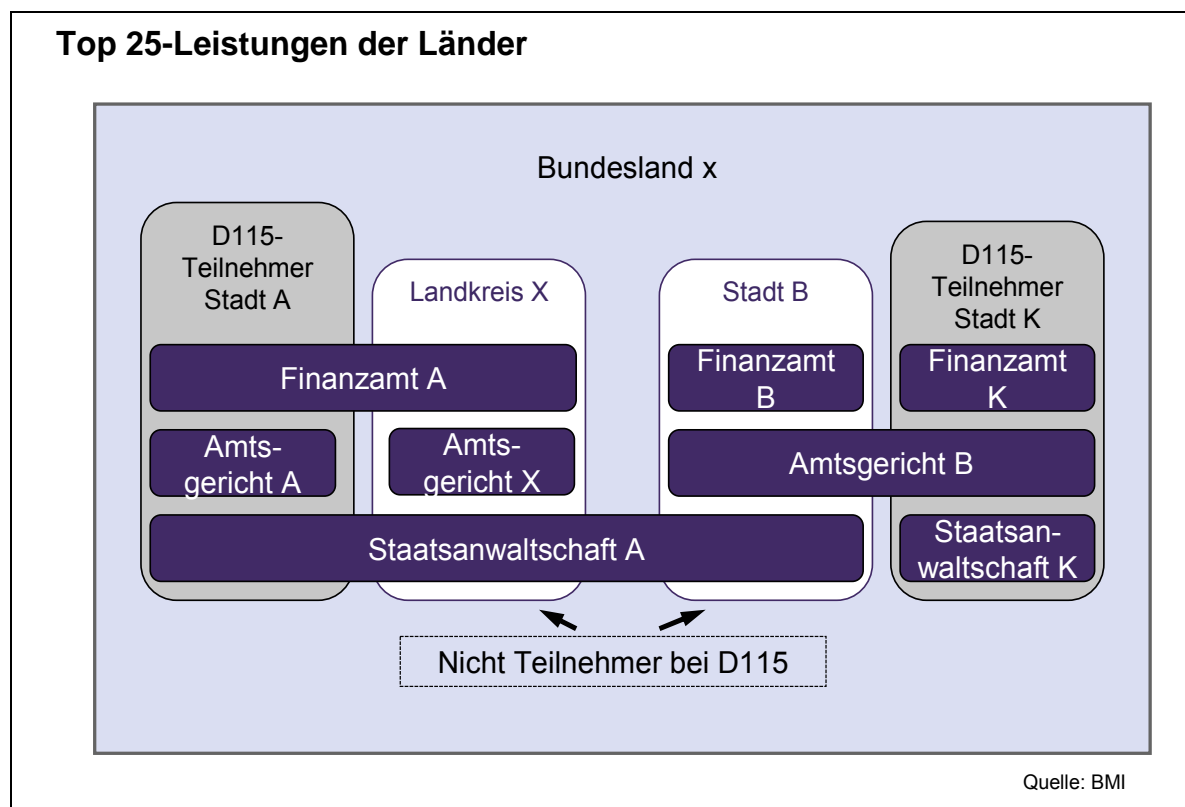 Top 25-Leistungen der Länder
Bundesland x
D115-
Teilnehmer
Stadt A
Landkreis X
Stadt B
D115-
Teilnehmer
Stadt K
Finanzamt A
Finanzamt
B
Finanzamt
K
Amts-
gericht A
Amts-
gericht X
Amtsgericht B
Staatsanwaltschaft A
Staatsan-
waltschaft K
Nicht Teilnehmer bei D115
Quelle: BMI